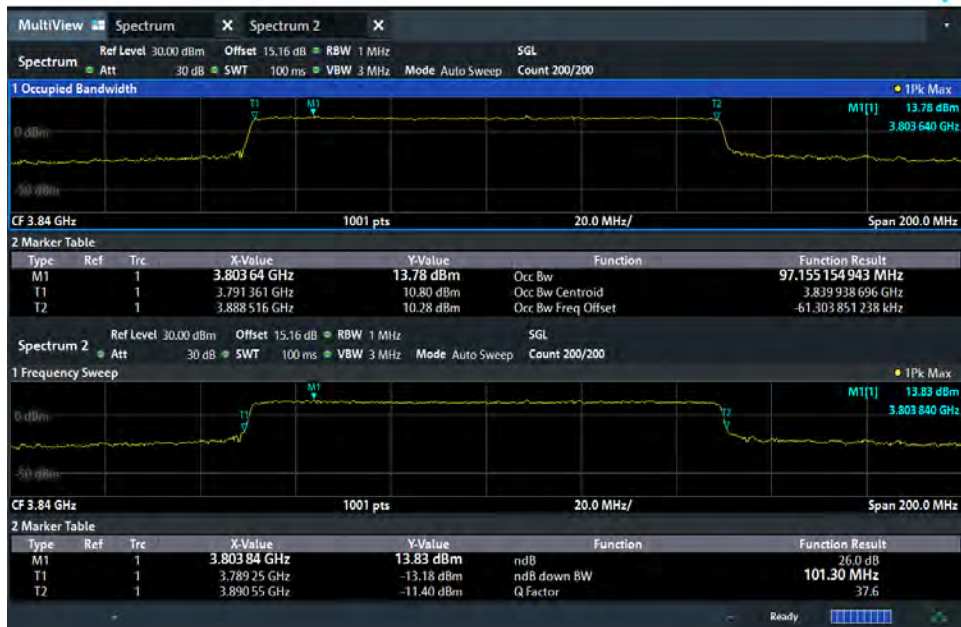 MultiView Spectrum X Spectrum 2 X
Spectrum
Ref Level 30.00 dBm Offset 15.16 dB RBW 1 MHz SGL
Att 30 dB SWT 100 ms VBW 3 MHz Mode Auto Sweep Count 200/200
1 Occupied Bandwidth 1Pk Max
T1 M1 T2 M1[1] 13.78 dBm
3.803 640 GHz
0 dBm
-50 dBm
CF 3.84 GHz 1001 pts 20.0 MHz/ Span 200.0 MHz
2 Marker Table
Type Ref Trc X-Value Y-Value Function Function Result
M1 1 3.803 64 GHz 13.78 dBm Occ Bw 97.155 154 943 MHz
T1 1 3.791 361 GHz 10.80 dBm Occ Bw Centroid 3.839 938 696 GHz
T2 1 3.888 516 GHz 10.28 dBm Occ Bw Freq Offset -61.303 851 238 kHz
Spectrum 2
Ref Level 30.00 dBm Offset 15.16 dB RBW 1 MHz SGL
Att 30 dB SWT 100 ms VBW 3 MHz Mode Auto Sweep Count 200/200
1 Frequency Sweep 1Pk Max
M1 M1[1] 13.83 dBm
3.803 840 GHz
0 dBm T1 T2
-50 dBm
CF 3.84 GHz 1001 pts 20.0 MHz/ Span 200.0 MHz
2 Marker Table
Type Ref Trc X-Value Y-Value Function Function Result
M1 1 3.803 84 GHz 13.83 dBm ndB 26.0 dB
T1 1 3.789 25 GHz -13.18 dBm ndB down BW 101.30 MHz
T2 1 3.890 55 GHz -11.40 dBm Q Factor 37.6
Ready